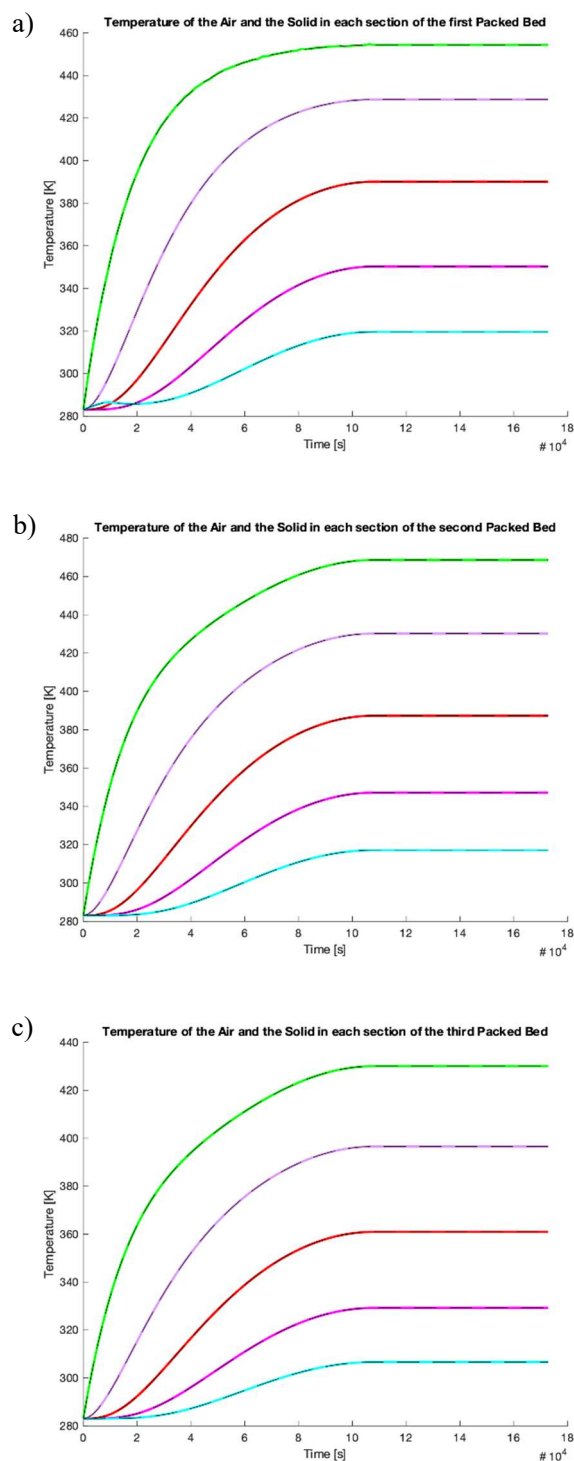 a)
Temperature of the Air and the Solid in each section of the first Packed Bed
460
440
420
400
380
360
340
320
300
280
Temperature [K]
0 2 4 6 8 10 12 14 16 18
Time [s]
# 10^4
b)
Temperature of the Air and the Solid in each section of the second Packed Bed
480
460
440
420
400
380
360
340
320
300
280
Temperature [K]
0 2 4 6 8 10 12 14 16 18
Time [s]
# 10^4
c)
Temperature of the Air and the Solid in each section of the third Packed Bed
440
420
400
380
360
340
320
300
280
Temperature [K]
0 2 4 6 8 10 12 14 16 18
Time [s]
# 10^4